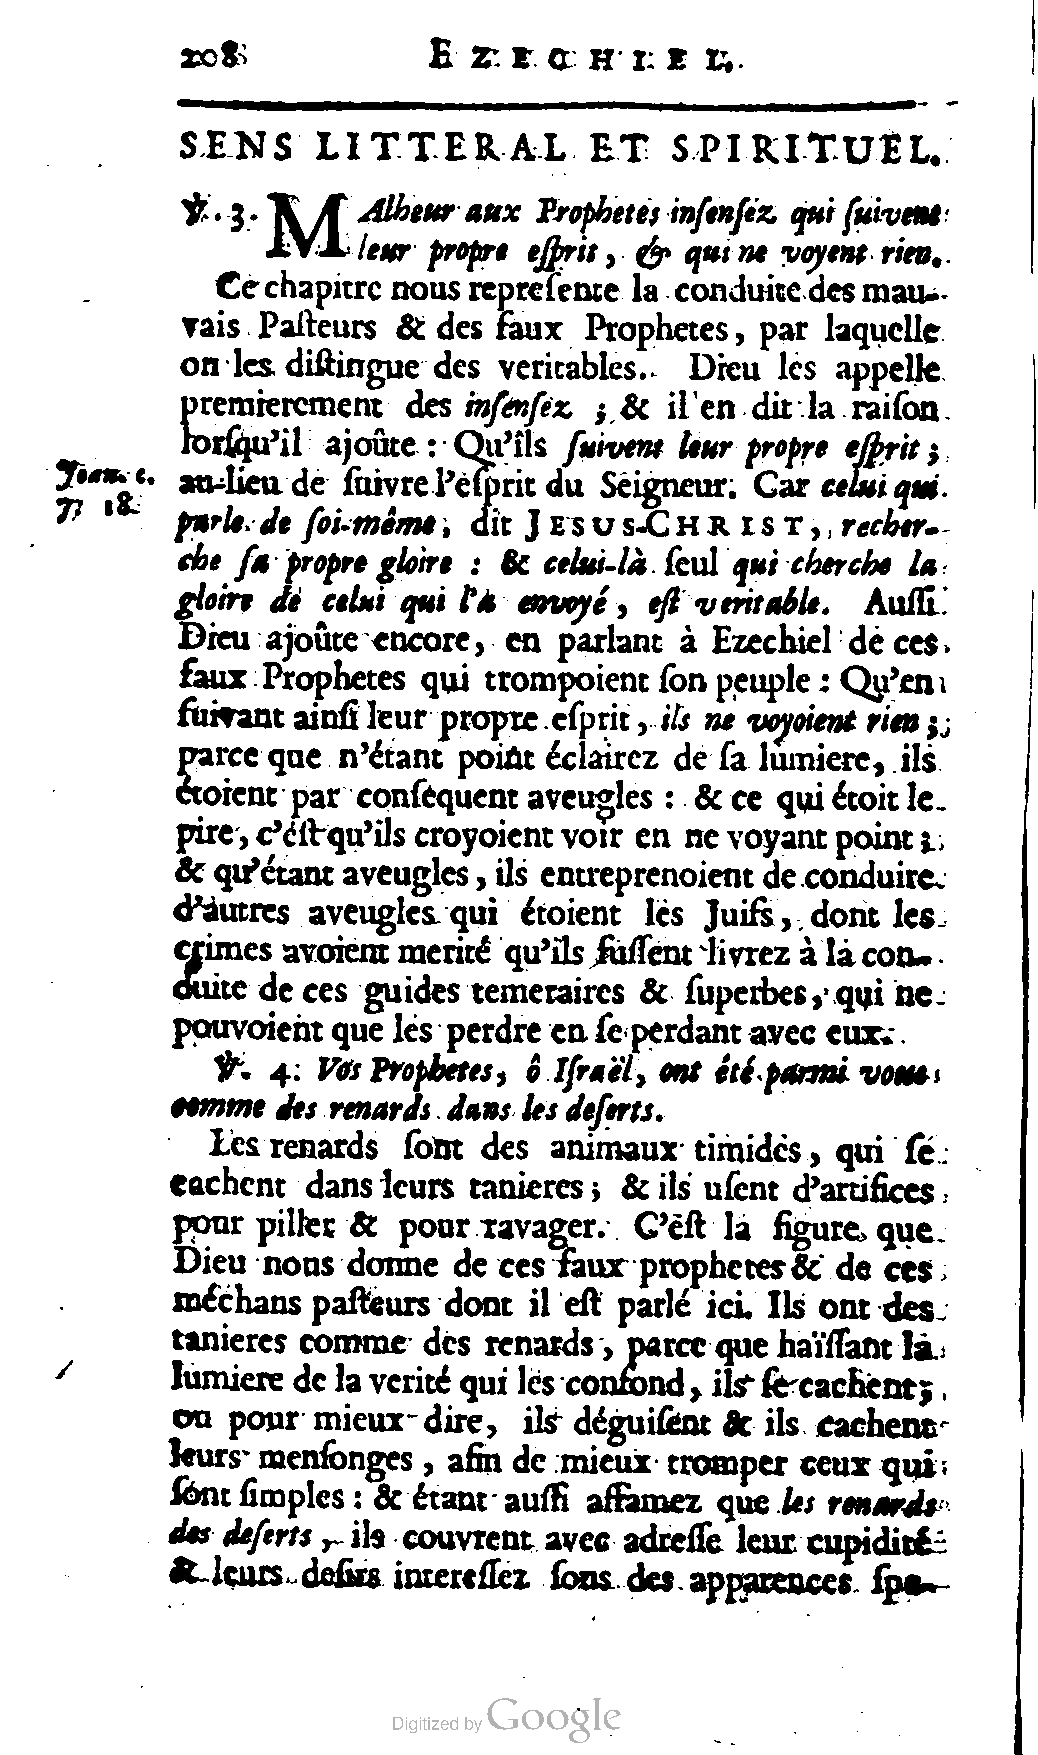 208 EZECHIEL.
SENS LITTERAL ET SPIRITUEL.
℣. 3. MAlheur aux Prophetes inſenſez qui ſuivent
leur propre eſprit, & qui ne voyent rien.
Ce chapitre nous repreſente la conduite des mau-
vais Paſteurs & des faux Prophetes, par laquelle
on les diſtingue des veritables. Dieu les appelle
premierement des inſenſez ; & il en dit la raiſon
lorſqu'il ajoûte : Qu'ils ſuivent leur propre eſprit ;
Joan. c.
7. 18.
au-lieu de ſuivre l'eſprit du Seigneur. Car celui qui
parle de ſoi-même, dit JESUS-CHRIST, recher-
che ſa propre gloire : & celui-là ſeul qui cherche la
gloire de celui qui l'a envoyé, eſt veritable. Auſſi
Dieu ajoûte encore, en parlant à Ezechiel de ces
faux Prophetes qui trompoient ſon peuple : Qu'en
ſuivant ainſi leur propre eſprit, ils ne voyoient rien ;
parce que n'étant point éclairez de ſa lumiere, ils
étoient par conſequent aveugles : & ce qui étoit le
pire, c'eſt qu'ils croyoient voir en ne voyant point ;
& qu'étant aveugles, ils entreprenoient de conduire
d'autres aveugles qui étoient les Juifs, dont les
crimes avoient merité qu'ils fuſſent livrez à la con-
duite de ces guides temeraires & ſuperbes, qui ne
pouvoient que les perdre en ſe perdant avec eux.
℣. 4. Vos Prophetes, ô Iſraël, ont été parmi vous
comme des renards dans les deſerts.
Les renards ſont des animaux timides, qui ſe
cachent dans leurs tanieres ; & ils uſent d'artifices
pour piller & pour ravager. C'eſt la figure que
Dieu nous donne de ces faux prophetes & de ces
méchans paſteurs dont il eſt parlé ici. Ils ont des
tanieres comme des renards, parce que haïſſant la
lumiere de la verité qui les confond, ils ſe cachent ;
ou pour mieux dire, ils déguiſent & ils cachent
leurs menſonges, afin de mieux tromper ceux qui
ſont ſimples : & étant auſſi affamez que les renards
des deſerts, ils couvrent avec adreſſe leur cupidité
& leurs deſirs intereſſez ſous des apparences ſpe-
Digitized by Google